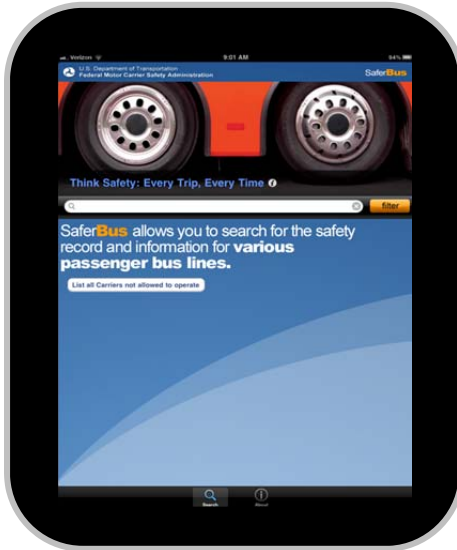 Verizon 9:01 AM 94%
U.S. Department of Transportation
Federal Motor Carrier Safety Administration
SaferBus
Think Safety: Every Trip, Every Time i
filter
SaferBus allows you to search for the safety
record and information for various
passenger bus lines.
List all Carriers not allowed to operate
Search About